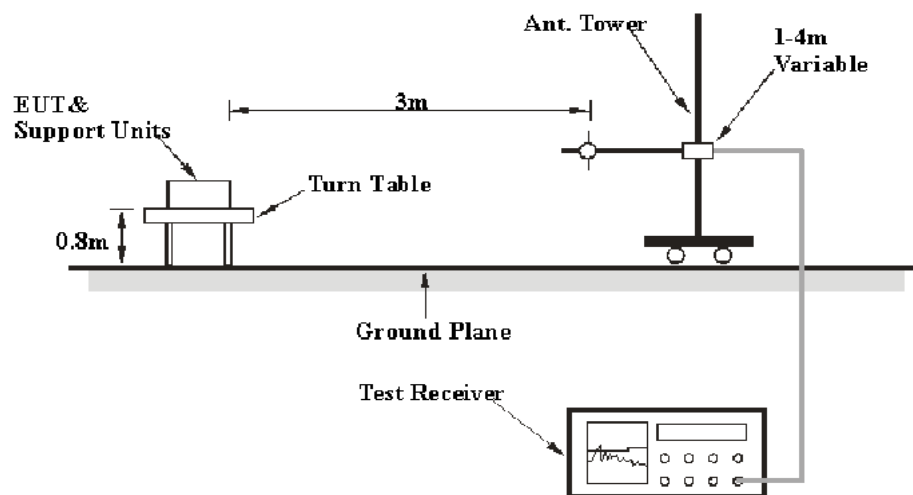 Ant. Tower
1-4m
Variable
3m
EUT&
Support Units
Turn Table
0.8m
Ground Plane
Test Receiver